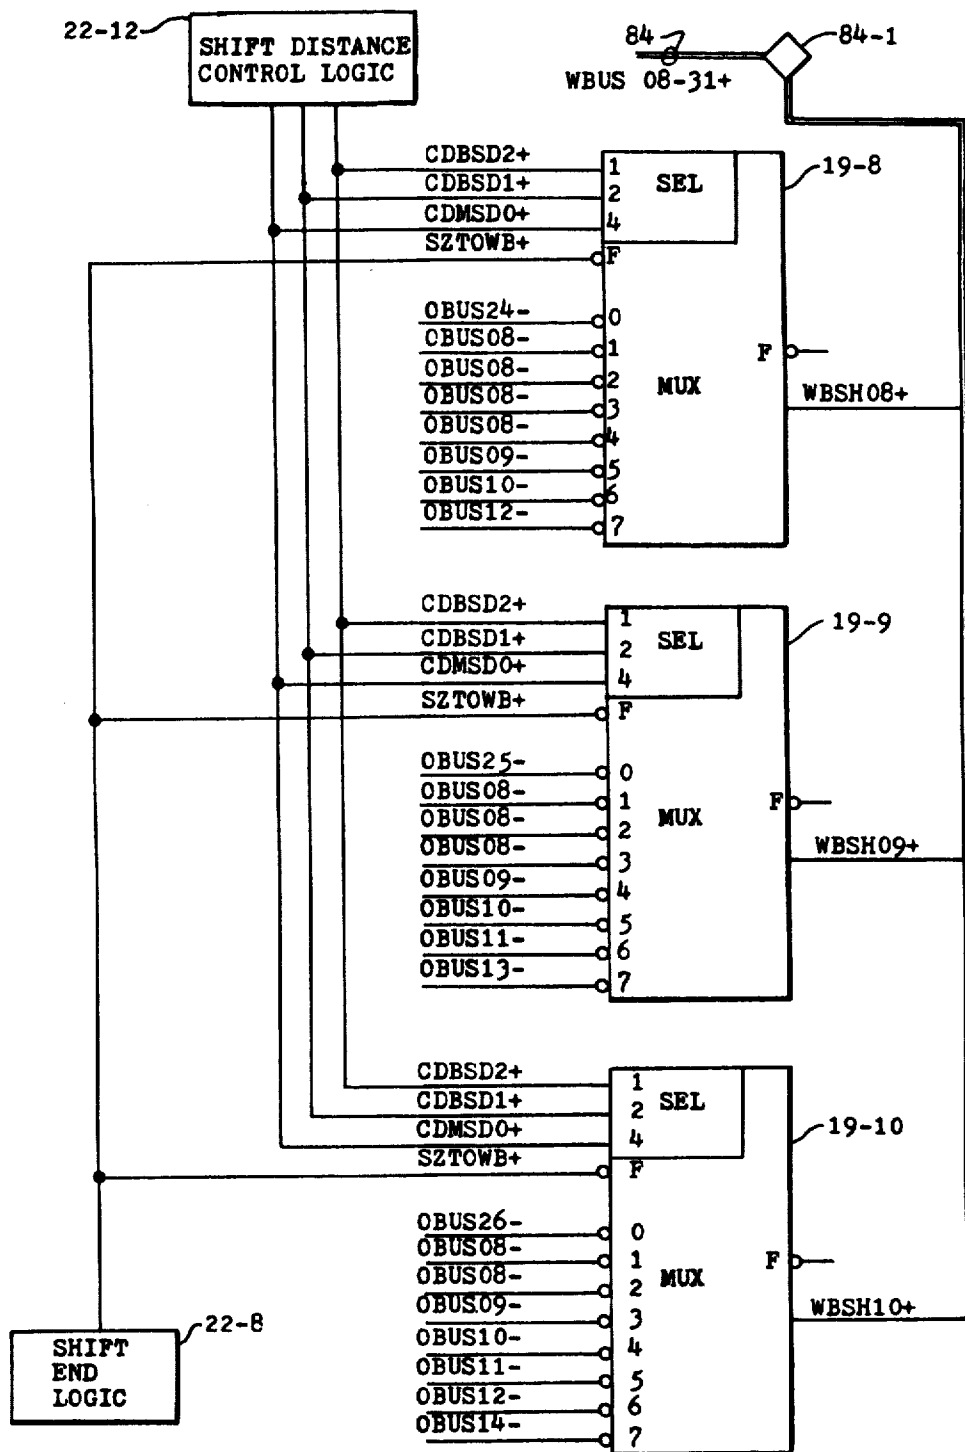 22-12
SHIFT DISTANCE
CONTROL LOGIC
84
84-1
WBUS 08-31+
CDBSD2+
1
SEL
19-8
CDBSD1+
2
CDMSD0+
4
SZTOWB+
F
OBUS24-
0
OBUS08-
1
F
OBUS08-
2
MUX
OBUS08-
3
WBSH08+
OBUS08-
4
OBUS09-
5
OBUS10-
6
OBUS12-
7
CDBSD2+
1
SEL
19-9
CDBSD1+
2
CDMSD0+
4
SZTOWB+
F
OBUS25-
0
OBUS08-
1
F
OBUS08-
2
MUX
OBUS08-
3
WBSH09+
OBUS09-
4
OBUS10-
5
OBUS11-
6
OBUS13-
7
CDBSD2+
1
SEL
CDBSD1+
2
19-10
CDMSD0+
4
SZTOWB+
F
OBUS26-
0
OBUS08-
1
F
OBUS08-
2
MUX
OBUS09-
3
WBSH10+
OBUS10-
4
OBUS11-
5
OBUS12-
6
OBUS14-
7
22-8
SHIFT
END
LOGIC